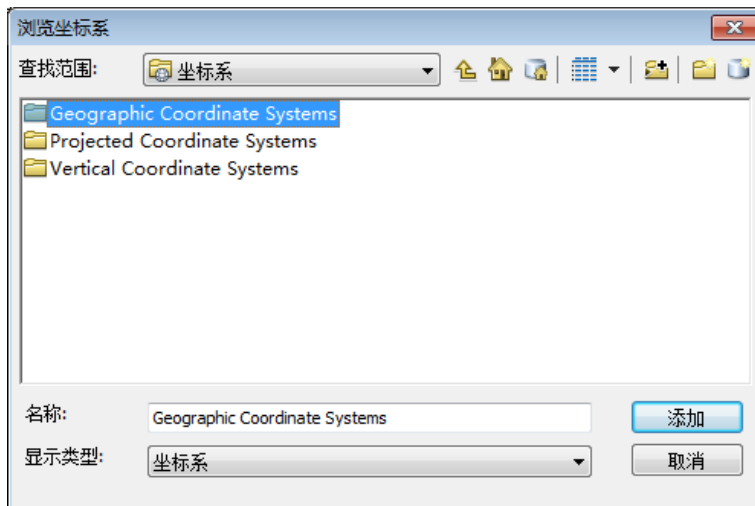 浏览坐标系
查找范围: 坐标系
Geographic Coordinate Systems
Projected Coordinate Systems
Vertical Coordinate Systems
名称: Geographic Coordinate Systems 添加
显示类型: 坐标系 取消